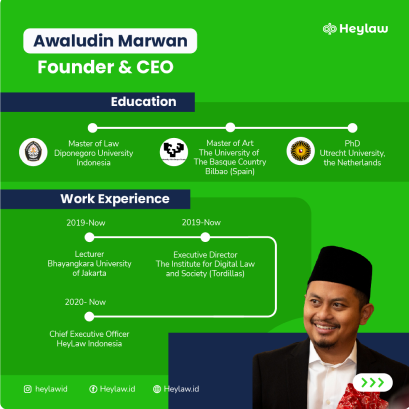 Heylaw
Awaludin Marwan
Founder & CEO
Education
Master of Law
Diponegoro University
Indonesia
Master of Art
The University of
The Basque Country
Bilbao (Spain)
PhD
Utrecht University,
the Netherlands
Work Experience
2019-Now
Lecturer
Bhayangkara University
of Jakarta
2019-Now
Executive Director
The Institute for Digital Law
and Society (Tordillas)
2020- Now
Chief Executive Officer
HeyLaw Indonesia
heylawid
Heylaw.id
Heylaw.id